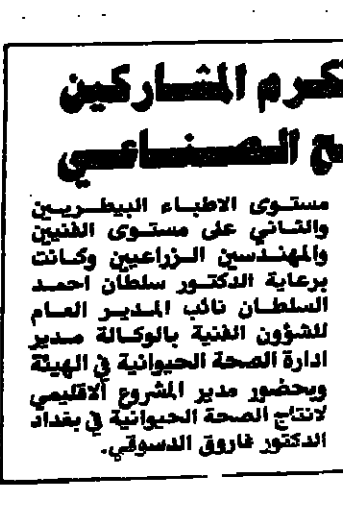 كرم المشاركين
ح الصناعي
مستوى الاطباء البيطريين
والثاني على مستوى الفنيين
والمهندسين الزراعيين وكانت
برعاية الدكتور سلطان احمد
السلطان نائب المدير العام
للشؤون الفنية بالوكالة مدير
ادارة الصحة الحيوانية في الهيئة
وبحضور مدير المشروع الاقليمي
لانتاج الصحة الحيوانية في بغداد
الدكتور فاروق الدسوقي.